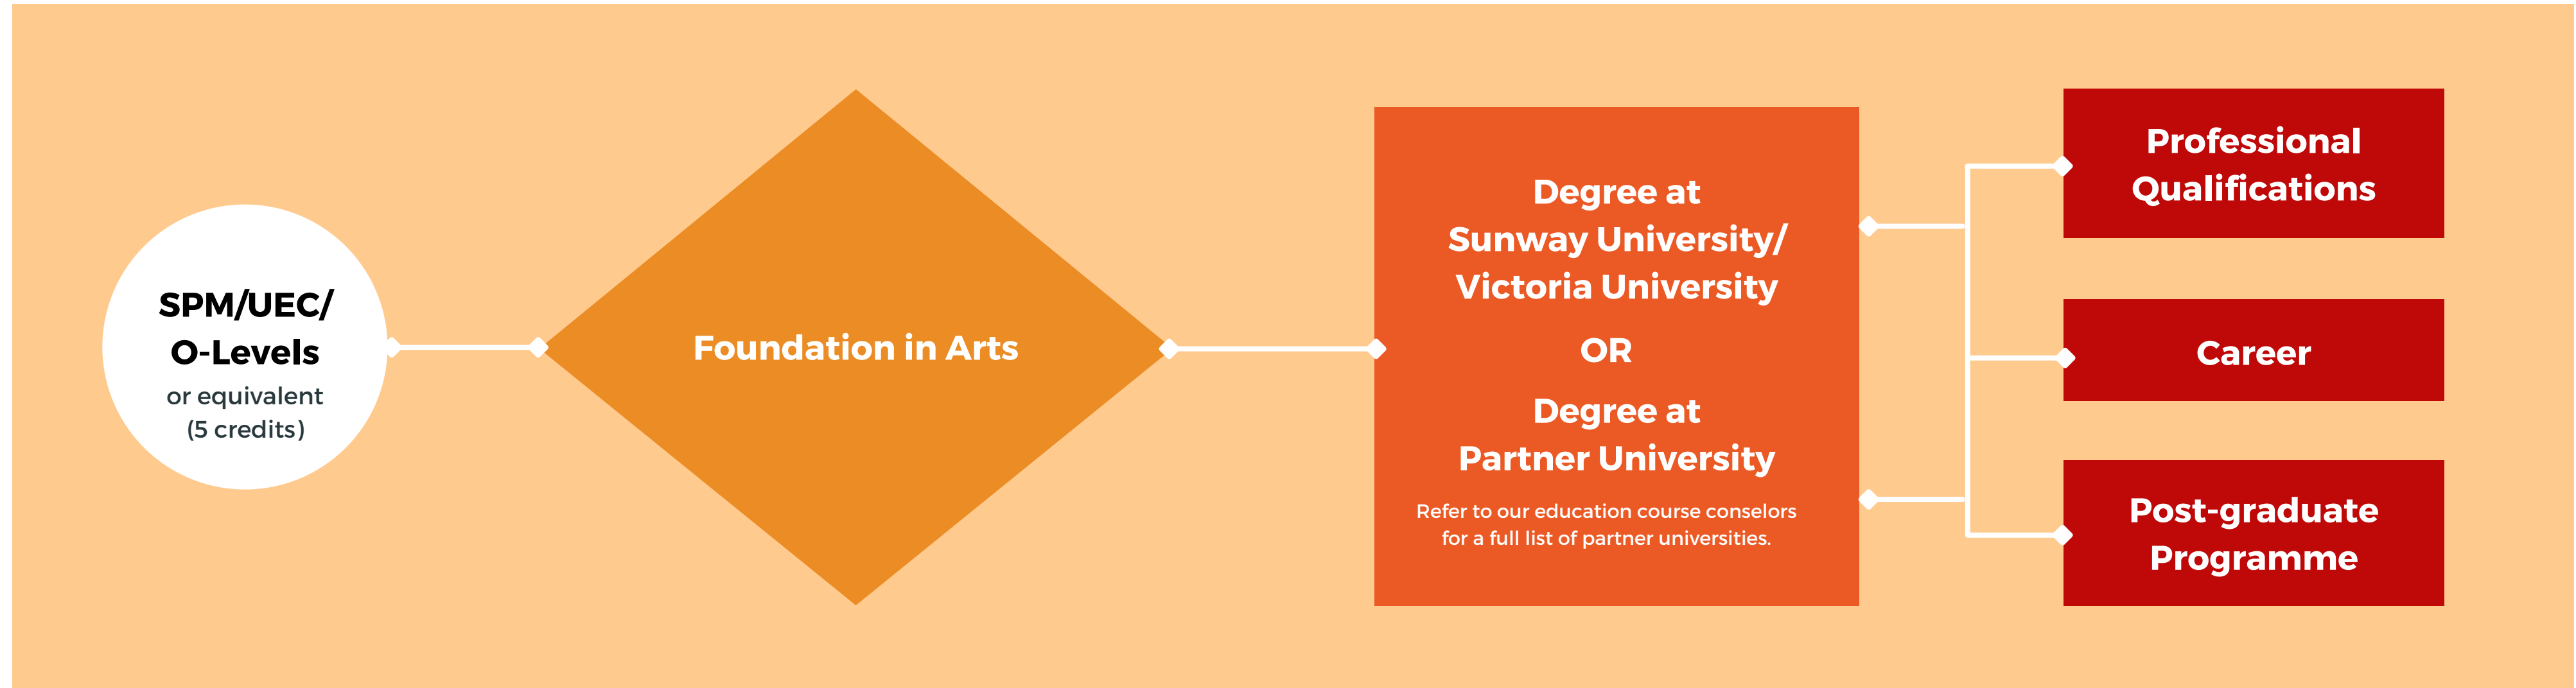 SPM/UEC/
O-Levels
or equivalent
(5 credits)
Foundation in Arts
Degree at
Sunway University/
Victoria University
OR
Degree at
Partner University
Refer to our education course conselors
for a full list of partner universities.
Professional
Qualifications
Career
Post-graduate
Programme